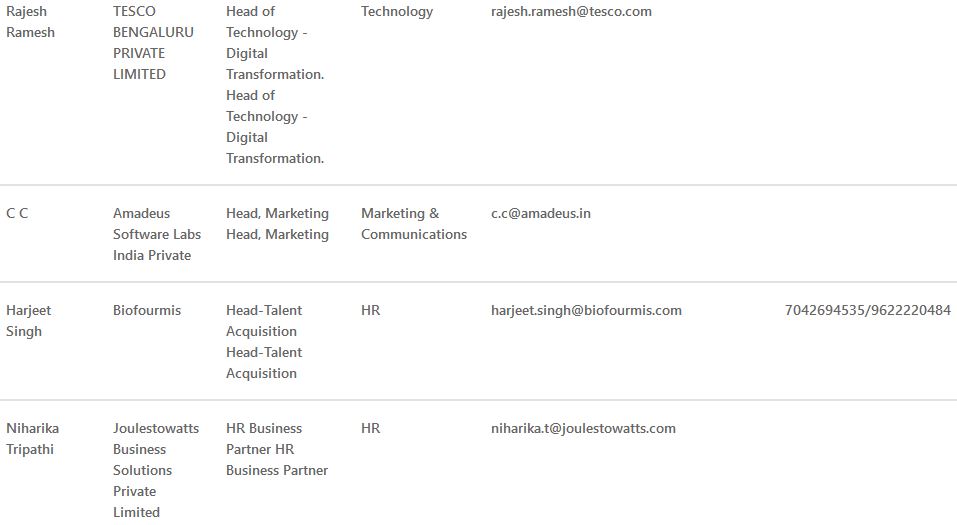 Rajesh Ramesh
TESCO BENGALURU PRIVATE LIMITED
Head of Technology - Digital Transformation. Head of Technology - Digital Transformation.
Technology
rajesh.ramesh@tesco.com
C C
Amadeus Software Labs India Private
Head, Marketing Head, Marketing
Marketing & Communications
c.c@amadeus.in
Harjeet Singh
Biofourmis
Head-Talent Acquisition Head-Talent Acquisition
HR
harjeet.singh@biofourmis.com
7042694535/9622220484
Niharika Tripathi
Joulestowatts Business Solutions Private Limited
HR Business Partner HR Business Partner
HR
niharika.t@joulestowatts.com